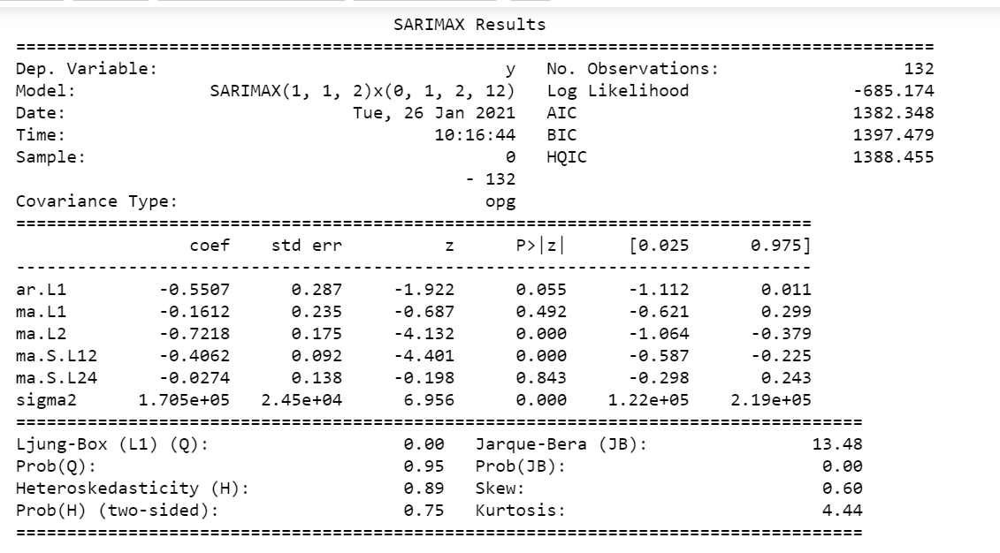 SARIMAX Results
==========================================================================================
Dep. Variable: y No. Observations: 132
Model: SARIMAX(1, 1, 2)x(0, 1, 2, 12) Log Likelihood -685.174
Date: Tue, 26 Jan 2021 AIC 1382.348
Time: 10:16:44 BIC 1397.479
Sample: 0 HQIC 1388.455
- 132
Covariance Type: opg
==============================================================================
coef std err z P>|z| [0.025 0.975]
------------------------------------------------------------------------------
ar.L1 -0.5507 0.287 -1.922 0.055 -1.112 0.011
ma.L1 -0.1612 0.235 -0.687 0.492 -0.621 0.299
ma.L2 -0.7218 0.175 -4.132 0.000 -1.064 -0.379
ma.S.L12 -0.4062 0.092 -4.401 0.000 -0.587 -0.225
ma.S.L24 -0.0274 0.138 -0.198 0.843 -0.298 0.243
sigma2 1.705e+05 2.45e+04 6.956 0.000 1.22e+05 2.19e+05
===================================================================================
Ljung-Box (L1) (Q): 0.00 Jarque-Bera (JB): 13.48
Prob(Q): 0.95 Prob(JB): 0.00
Heteroskedasticity (H): 0.89 Skew: 0.60
Prob(H) (two-sided): 0.75 Kurtosis: 4.44
===================================================================================